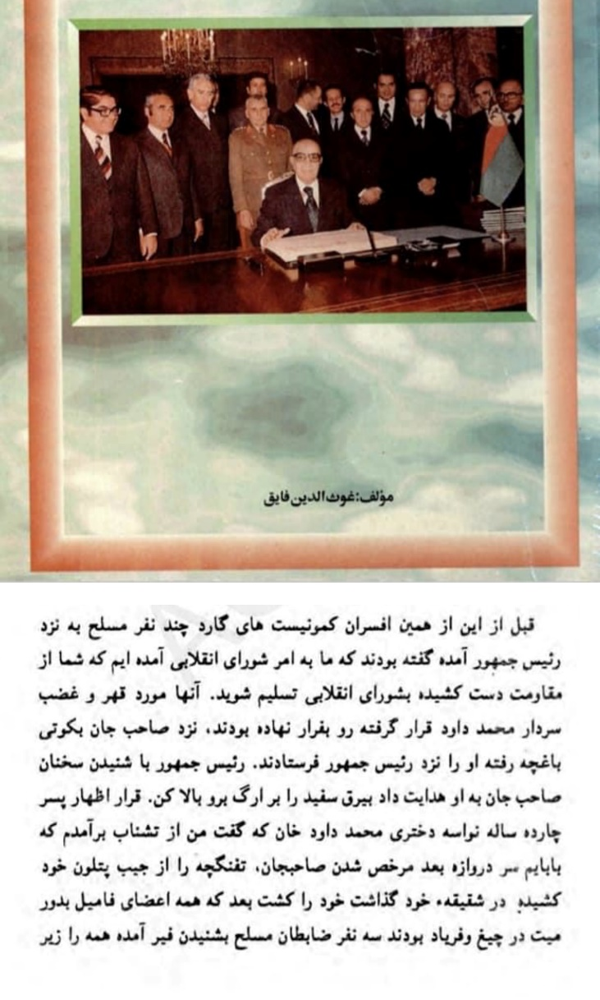 مؤلف:غوث الدین فایق
قبل از این از همین افسران کمونیست های گارد چند نفر مسلح به نزد
رئیس جمهور آمده گفته بودند که ما به امر شورای انقلابی آمده ایم که شما از
مقاومت دست کشیده بشورای انقلابی تسلیم شوید. آنها مورد قهر و غضب
سردار محمد داود قرار گرفته رو بفرار نهاده بودند، نزد صاحب جان بکوتی
باغچه رفته او را نزد رئیس جمهور فرستادند. رئیس جمهور با شنیدن سخنان
صاحب جان به او هدایت داد بیرق سفید را بر ارگ برو بالا کن. قرار اظهار پسر
چارده ساله نواسه دختری محمد داود خان که گفت من از تشناب برآمدم که
بابایم سر دروازه بعد مرخص شدن صاحبجان، تفنگچه را از جیب پتلون خود
کشیده در شقیقهء خود گذاشت خود را کشت بعد که همه اعضای فامیل بدور
میت در چیغ وفریاد بودند سه نفر ضابطان مسلح بشنیدن فیر آمده همه را زیر